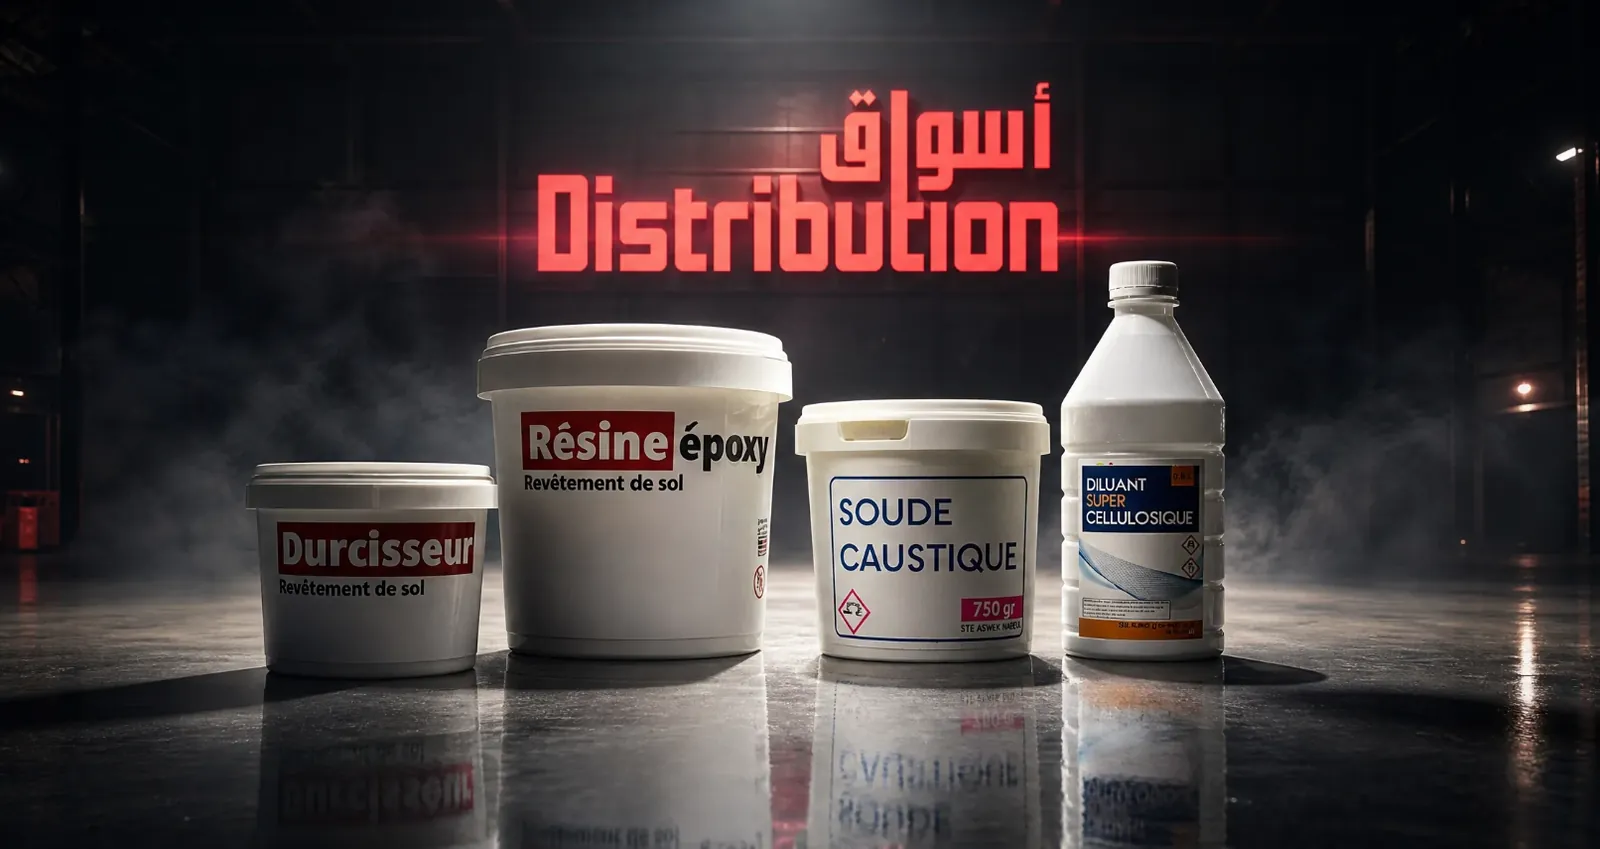 أسواق
Distribution
Durcisseur
Revêtement de sol
Résine époxy
Revêtement de sol
SOUDE
CAUSTIQUE
750 gr
STE ASWEK NABEUL
DILUANT
SUPER
CELLULOSIQUE